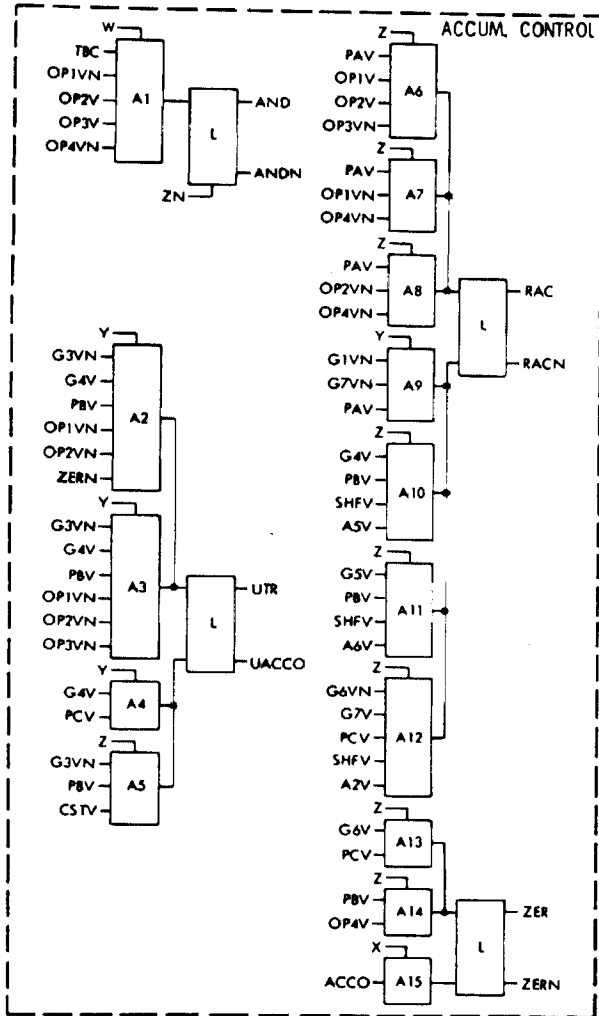 ACCUM. CONTROL
W
TBC
OP1VN
OP2V
OP3V
OP4VN
A1
L
AND
ANDN
ZN
Y
G3VN
G4V
PBV
OP1VN
OP2VN
ZERN
A2
Y
G3VN
G4V
PBV
OP1VN
OP2VN
OP3VN
A3
L
UTR
UACCO
Y
G4V
PCV
A4
Z
G3VN
PBV
CSTV
A5
Z
PAV
OP1V
OP2V
OP3VN
A6
Z
PAV
OP1VN
OP4VN
A7
Z
PAV
OP2VN
OP4VN
A8
L
RAC
RACN
Y
G1VN
G7VN
PAV
A9
Z
G4V
PBV
SHFV
A5V
A10
Z
G5V
PBV
SHFV
A6V
A11
Z
G6VN
G7V
PCV
SHFV
A2V
A12
Z
G6V
PCV
A13
Z
PBV
OP4V
A14
L
ZER
ZERN
X
ACCO
A15